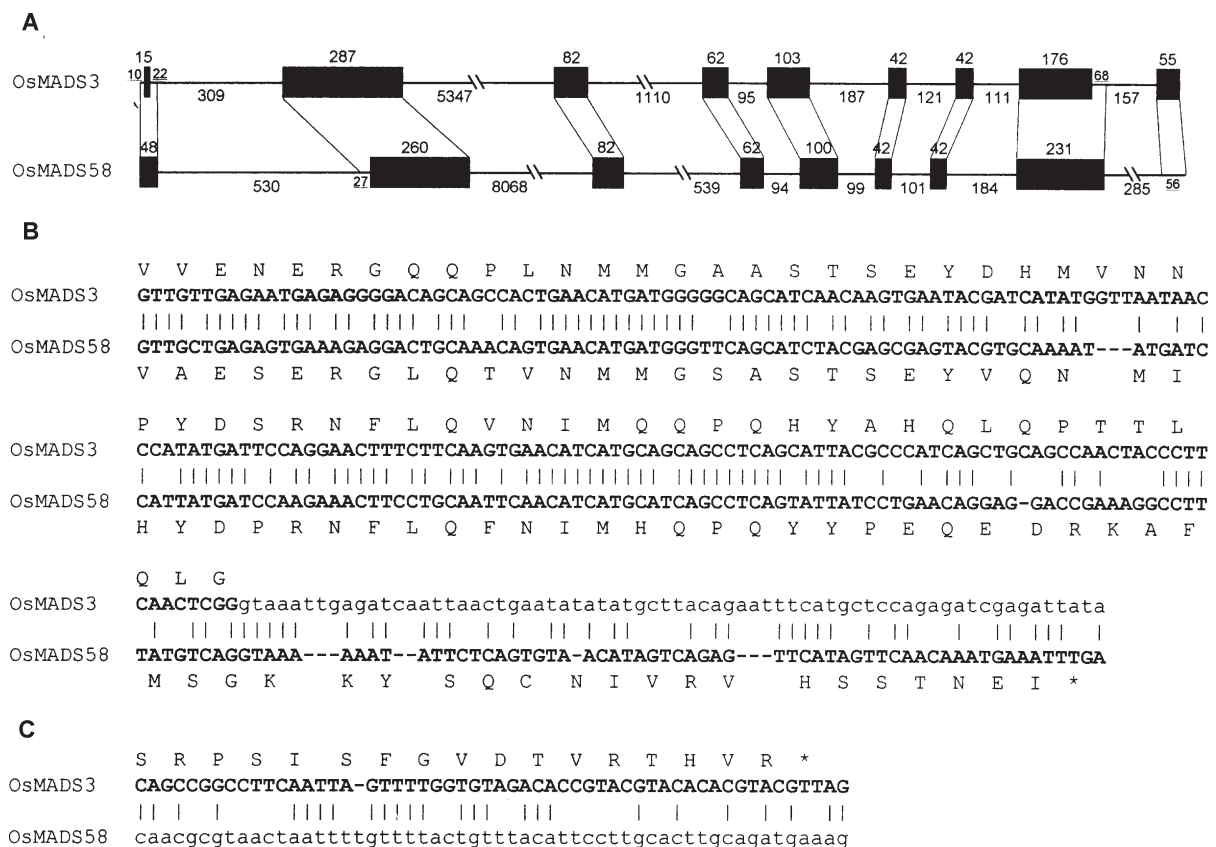 A
15 287 82 62 103 42 42 176 55
OsMADS3 10 22 68
309 5347 1110 95 187 121 111 157
48 260 82 62 100 42 42 231
OsMADS58
530 27 8068 539 94 99 101 184 285 56
B
V V E N E R G Q Q P L N M M G A A S T S E Y D H M V N N
OsMADS3 GTTGTTGAGAATGAGAGGGGACAGCAGCCACTGAACATGATGGGGGCAGCATCAACAAGTGAATACGATCATATGGTTAATAAC
OsMADS58 GTTGCTGAGAGTGAAAGAGGACTGCAAACAGTGAACATGATGGGTTCAGCATCTACGAGCGAGTACGTGCAAAAT---ATGATC
V A E S E R G L Q T V N M M G S A S T S E Y V Q N M I
P Y D S R N F L Q V N I M Q Q P Q H Y A H Q L Q P T T L
OsMADS3 CCATATGATTCCAGGAACTTTCTTCAAGTGAACATCATGCAGCAGCCTCAGCATTACGCCCATCAGCTGCAGCCAACTACCCTT
OsMADS58 CATTATGATCCAAGAAACTTCCTGCAATTCAACATCATGCATCAGCCTCAGTATTATCCTGAACAGGAG-GACCGAAAGGCCTT
H Y D P R N F L Q F N I M H Q P Q Y Y P E Q E D R K A F
Q L G
OsMADS3 CAACTCGGgtaaattgagatcaattaactgaatatatatgcttacagaatttcatgctccagagatcgagattata
OsMADS58 TATGTCAGGTAAA---AAAT--ATTCTCAGTGTA-ACATAGTCAGAG---TTCATAGTTCAACAAATGAAATTTGA
M S G K K Y S Q C N I V R V H S S T N E I *
C
S R P S I S F G V D T V R T H V R *
OsMADS3 CAGCCGGCCTTCAATTA-GTTTTGGTGTAGACACCGTACGTACACACGTACGTTAG
OsMADS58 caacgcgtaactaattttgttttactgtttacattccttgcacttgcagatgaaag